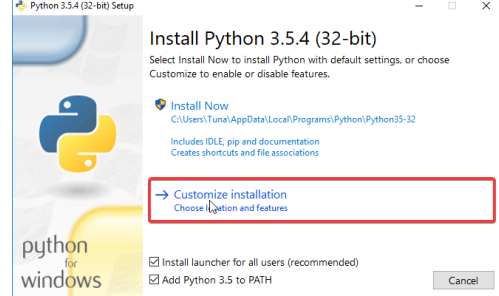 Python 3.5.4 (32-bit) Setup
Install Python 3.5.4 (32-bit)
Select Install Now to install Python with default settings, or choose
Customize to enable or disable features.
Install Now
C:\Users\Tuna\AppData\Local\Programs\Python\Python35-32
Includes IDLE, pip and documentation
Creates shortcuts and file associations
Customize installation
Choose location and features
python
for
windows
Install launcher for all users (recommended)
Add Python 3.5 to PATH
Cancel